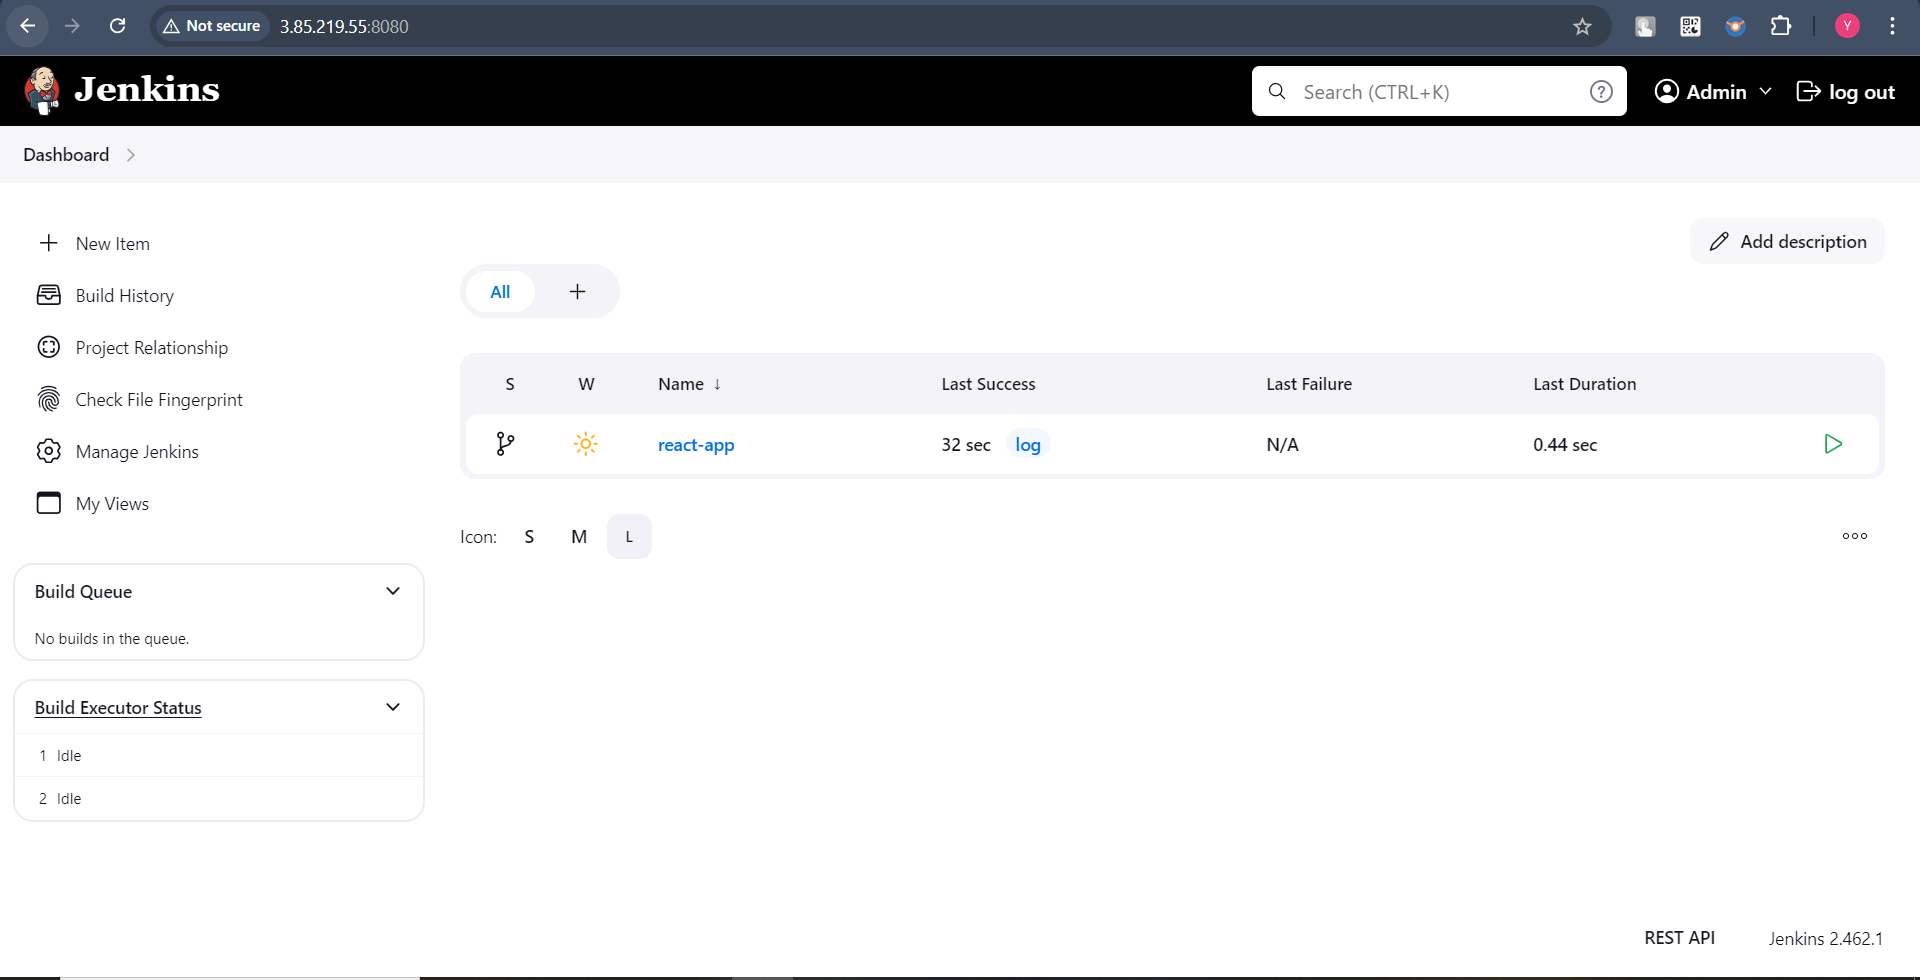 Not secure 3.85.219.55:8080 Y
Jenkins Search (CTRL+K) ? Admin log out
Dashboard
New Item
Build History
Project Relationship
Check File Fingerprint
Manage Jenkins
My Views
Add description
All +
S W Name ↓ Last Success Last Failure Last Duration
react-app 32 sec log N/A 0.44 sec
Icon: S M L
Build Queue
No builds in the queue.
Build Executor Status
1 Idle
2 Idle
REST API Jenkins 2.462.1